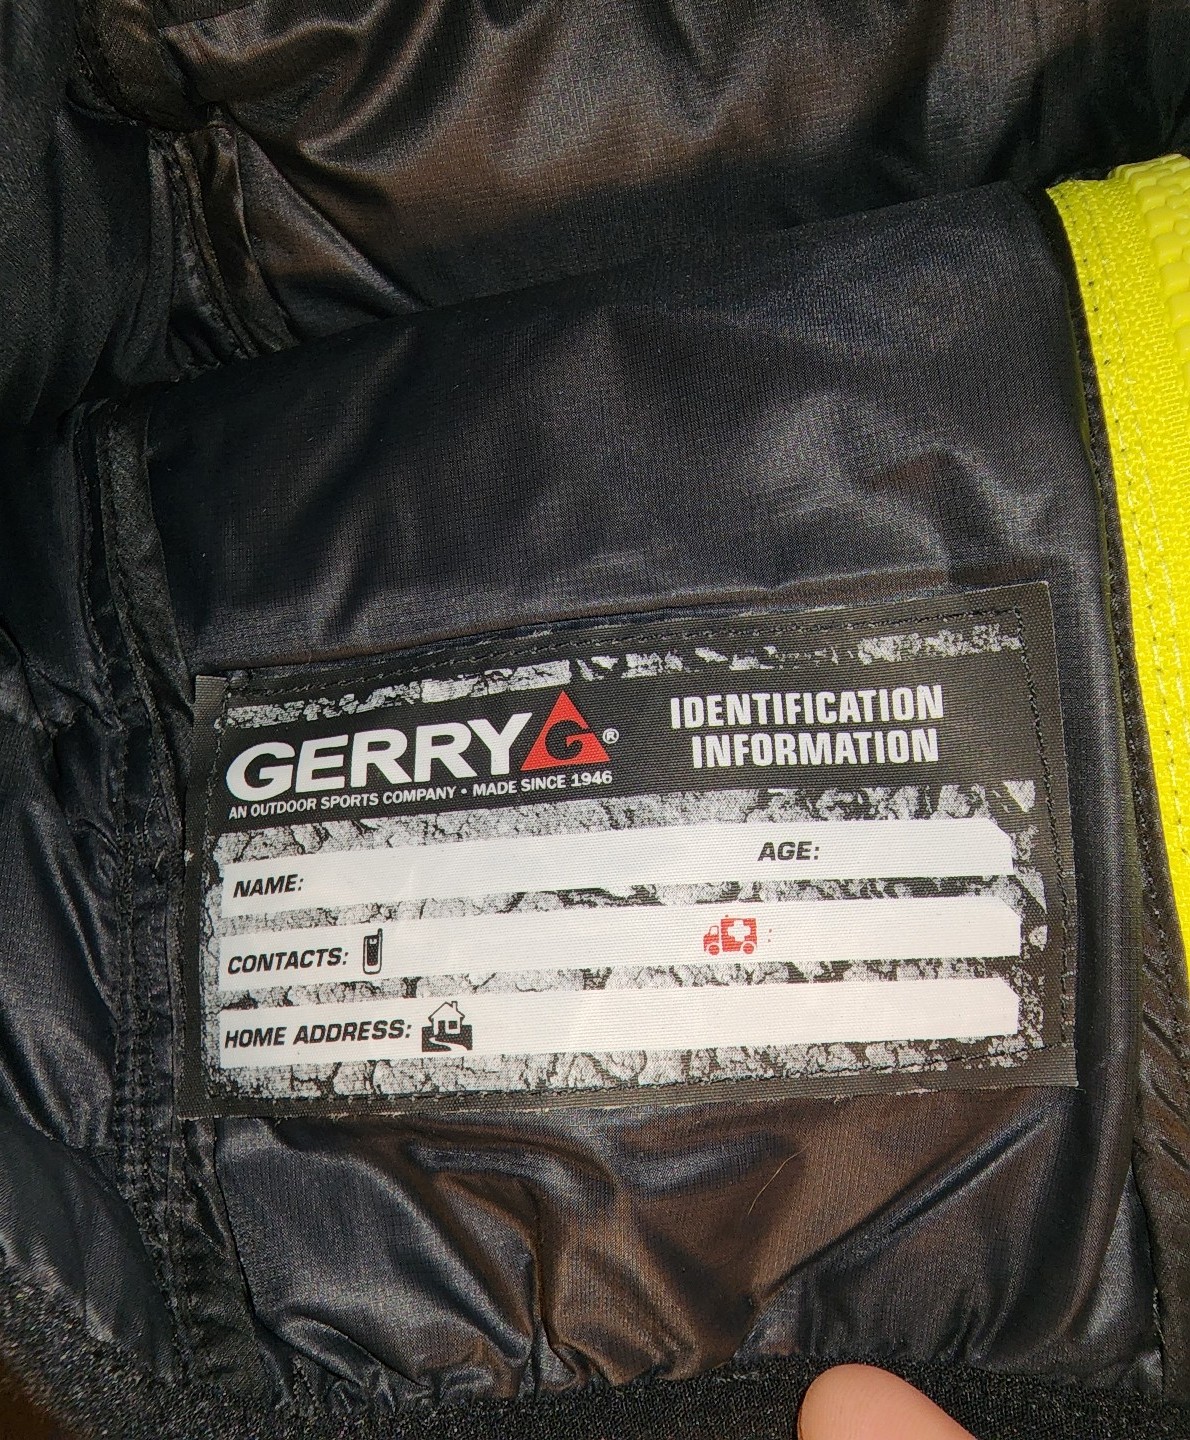 GERRY G ®
AN OUTDOOR SPORTS COMPANY • MADE SINCE 1946
IDENTIFICATION
INFORMATION
NAME: AGE:
CONTACTS: :
HOME ADDRESS: